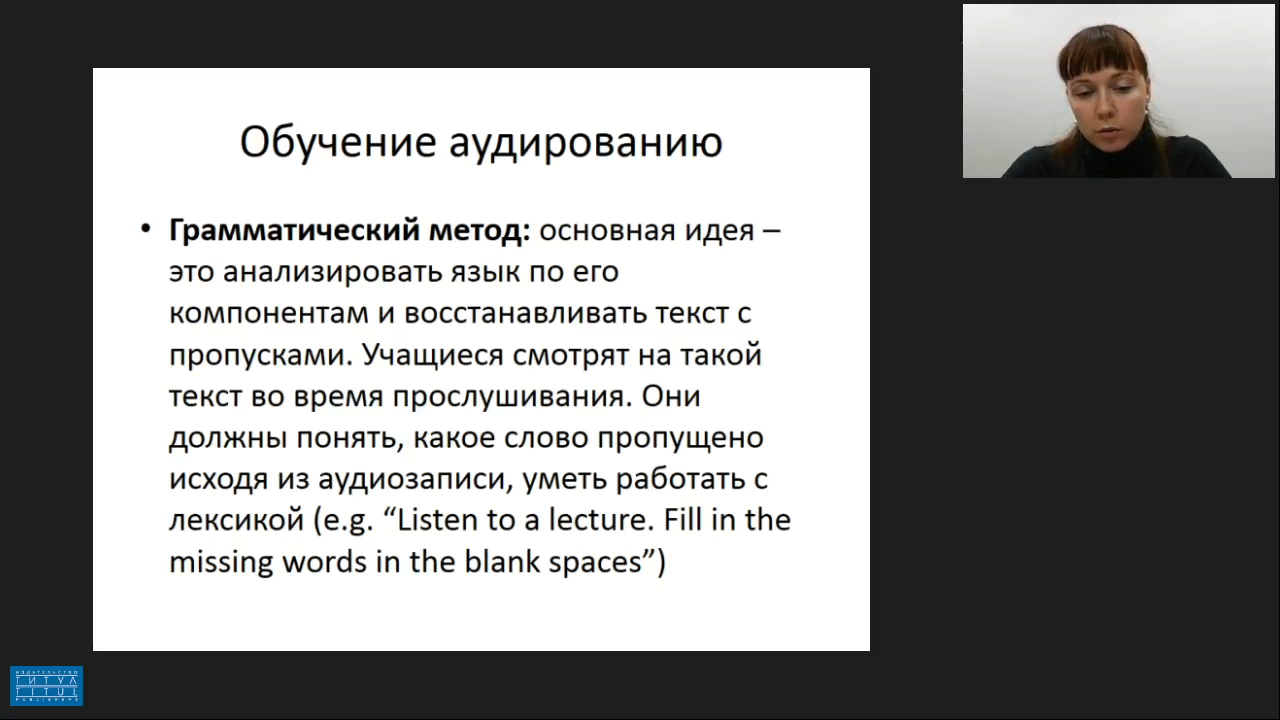 Обучение аудированию
• Грамматический метод: основная идея –
это анализировать язык по его
компонентам и восстанавливать текст с
пропусками. Учащиеся смотрят на такой
текст во время прослушивания. Они
должны понять, какое слово пропущено
исходя из аудиозаписи, уметь работать с
лексикой (e.g. “Listen to a lecture. Fill in the
missing words in the blank spaces”)
ИЗДАТЕЛЬСТВО
ТИТУЛ
TITUL
PUBLISHERS